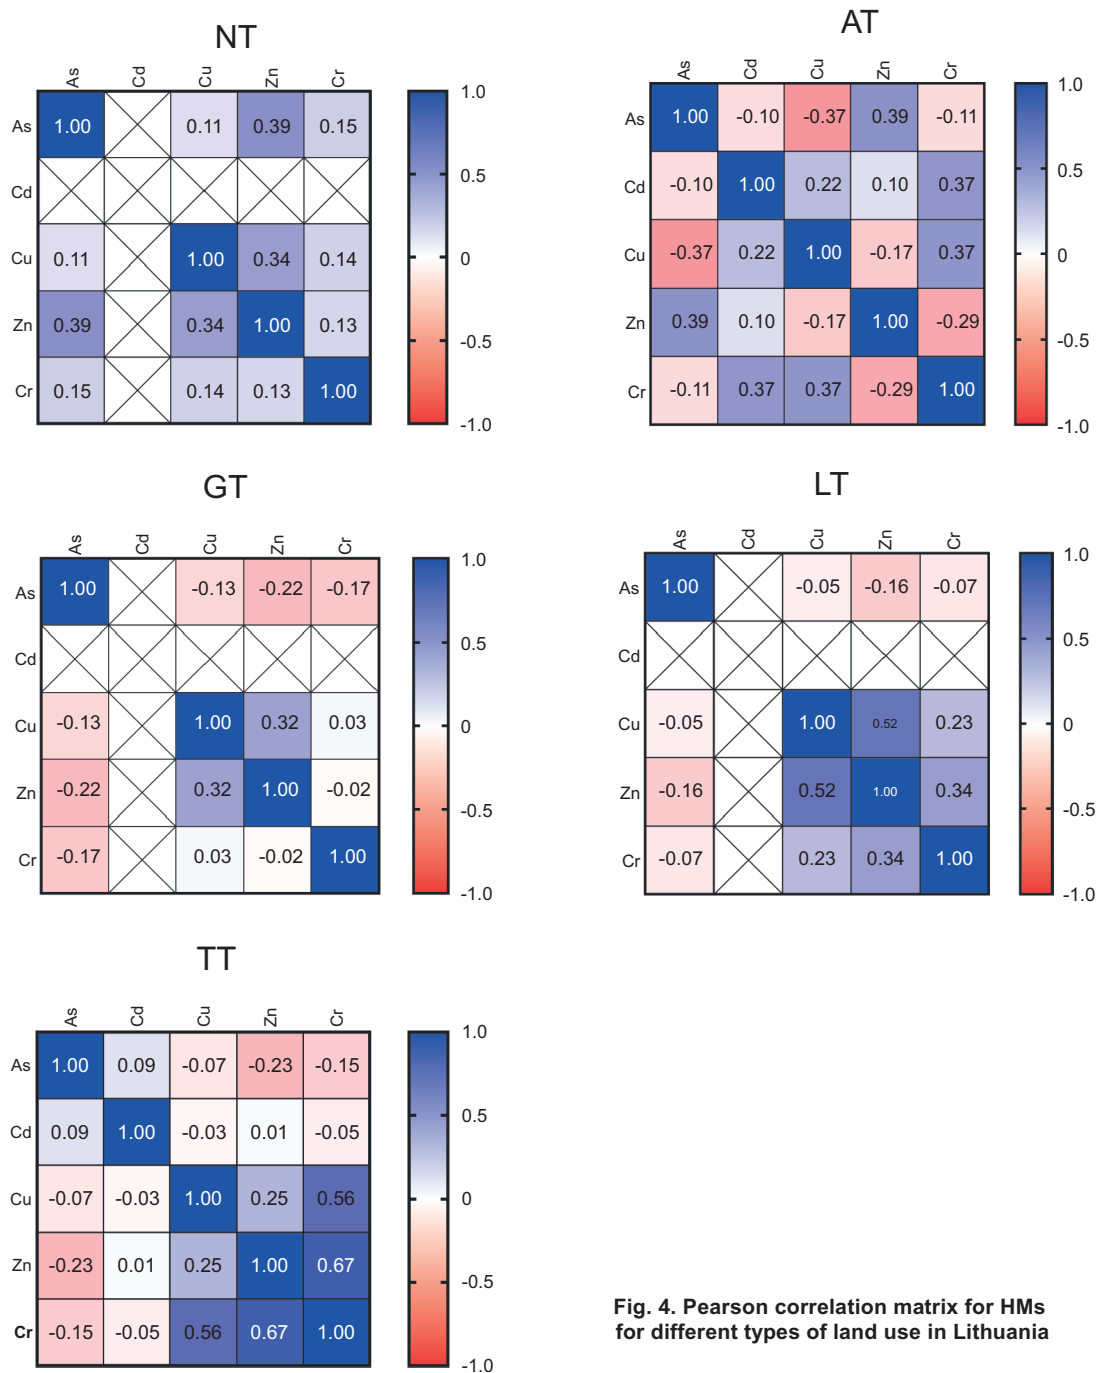 NT
As Cd Cu Zn Cr
As 1.00 0.11 0.39 0.15
Cd
Cu 0.11 1.00 0.34 0.14
Zn 0.39 0.34 1.00 0.13
Cr 0.15 0.14 0.13 1.00
1.0
0.5
0
-0.5
-1.0
AT
As Cd Cu Zn Cr
As 1.00 -0.10 -0.37 0.39 -0.11
Cd -0.10 1.00 0.22 0.10 0.37
Cu -0.37 0.22 1.00 -0.17 0.37
Zn 0.39 0.10 -0.17 1.00 -0.29
Cr -0.11 0.37 0.37 -0.29 1.00
1.0
0.5
0
-0.5
-1.0
GT
As Cd Cu Zn Cr
As 1.00 -0.13 -0.22 -0.17
Cd
Cu -0.13 1.00 0.32 0.03
Zn -0.22 0.32 1.00 -0.02
Cr -0.17 0.03 -0.02 1.00
1.0
0.5
0
-0.5
-1.0
LT
As Cd Cu Zn Cr
As 1.00 -0.05 -0.16 -0.07
Cd
Cu -0.05 1.00 0.52 0.23
Zn -0.16 0.52 1.00 0.34
Cr -0.07 0.23 0.34 1.00
1.0
0.5
0
-0.5
-1.0
TT
As Cd Cu Zn Cr
As 1.00 0.09 -0.07 -0.23 -0.15
Cd 0.09 1.00 -0.03 0.01 -0.05
Cu -0.07 -0.03 1.00 0.25 0.56
Zn -0.23 0.01 0.25 1.00 0.67
Cr -0.15 -0.05 0.56 0.67 1.00
1.0
0.5
0
-0.5
-1.0
Fig. 4. Pearson correlation matrix for HMs
for different types of land use in Lithuania